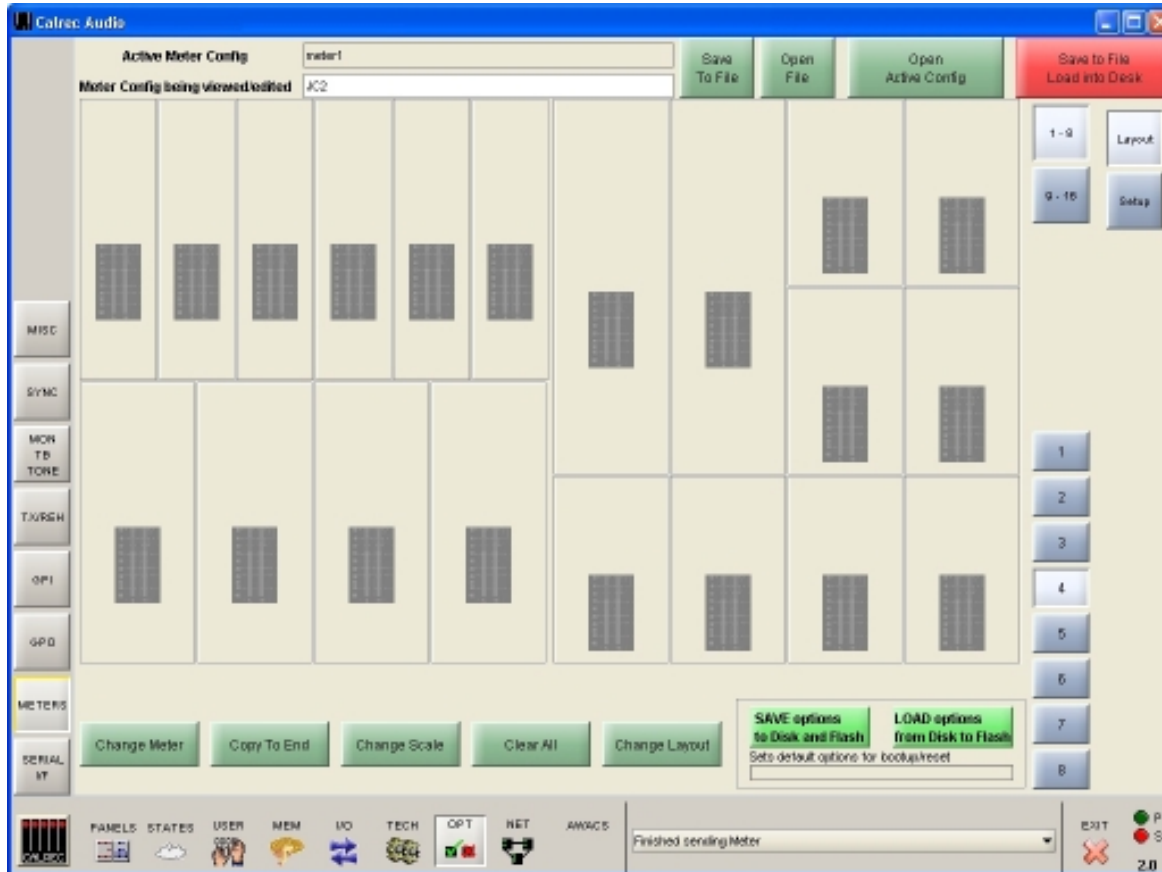 Calrec Audio
Active Meter Config
meter1
Meter Config being viewed/edited
JC2
Save
To File
Open
File
Open
Active Config
Save to File
Load into Desk
1 - 8
9 - 16
Layout
Setup
MISC
SYNC
MON
TB
TONE
TX/REH
GPI
GPO
METERS
SERIAL
I/F
1
2
3
4
5
6
7
8
Change Meter
Copy To End
Change Scale
Clear All
Change Layout
SAVE options
to Disk and Flash
LOAD options
from Disk to Flash
Sets default options for bootup/reset
CALREC
PANELS
STATES
USER
MEM
I/O
TECH
OPT
NET
AWACS
Finished sending Meter
EXIT
P
S
2.0